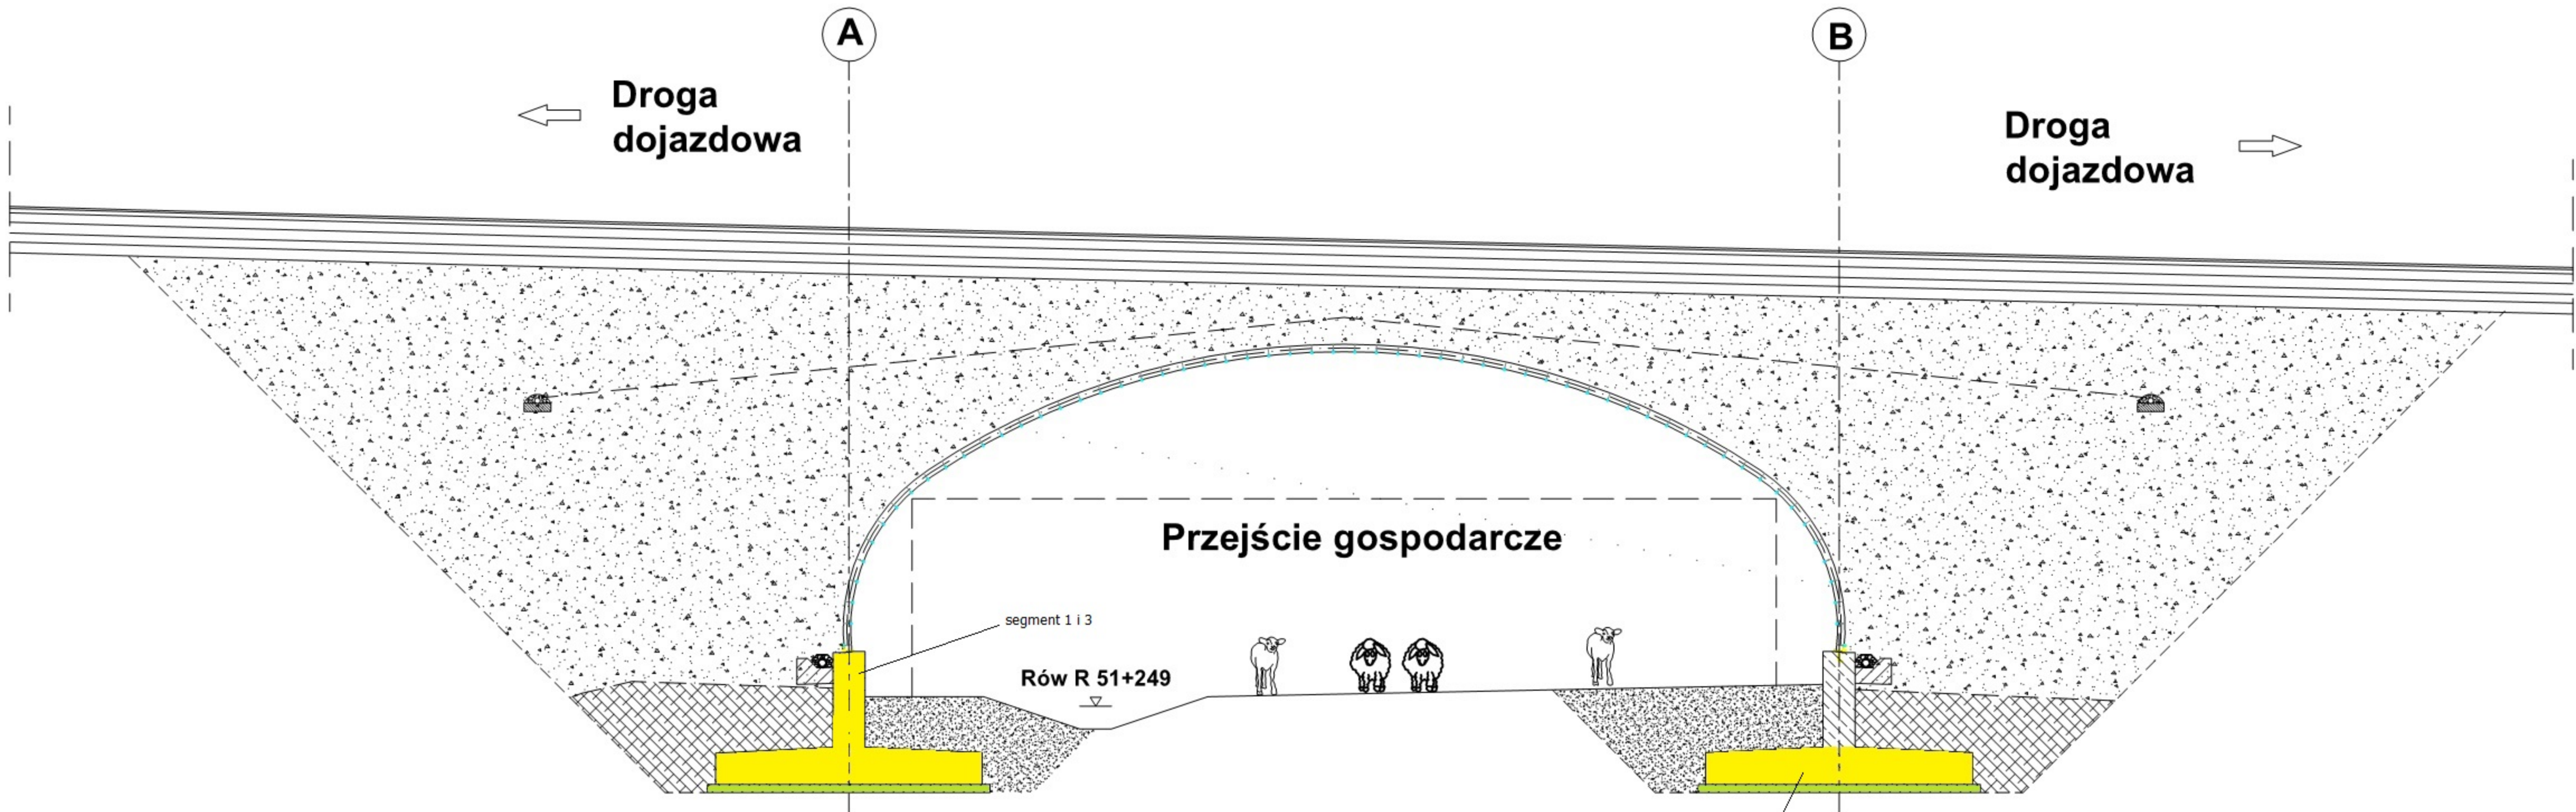 A
B
Droga
dojazdowa
Droga
dojazdowa
Przejście gospodarcze
segment 1 i 3
Rów R 51+249